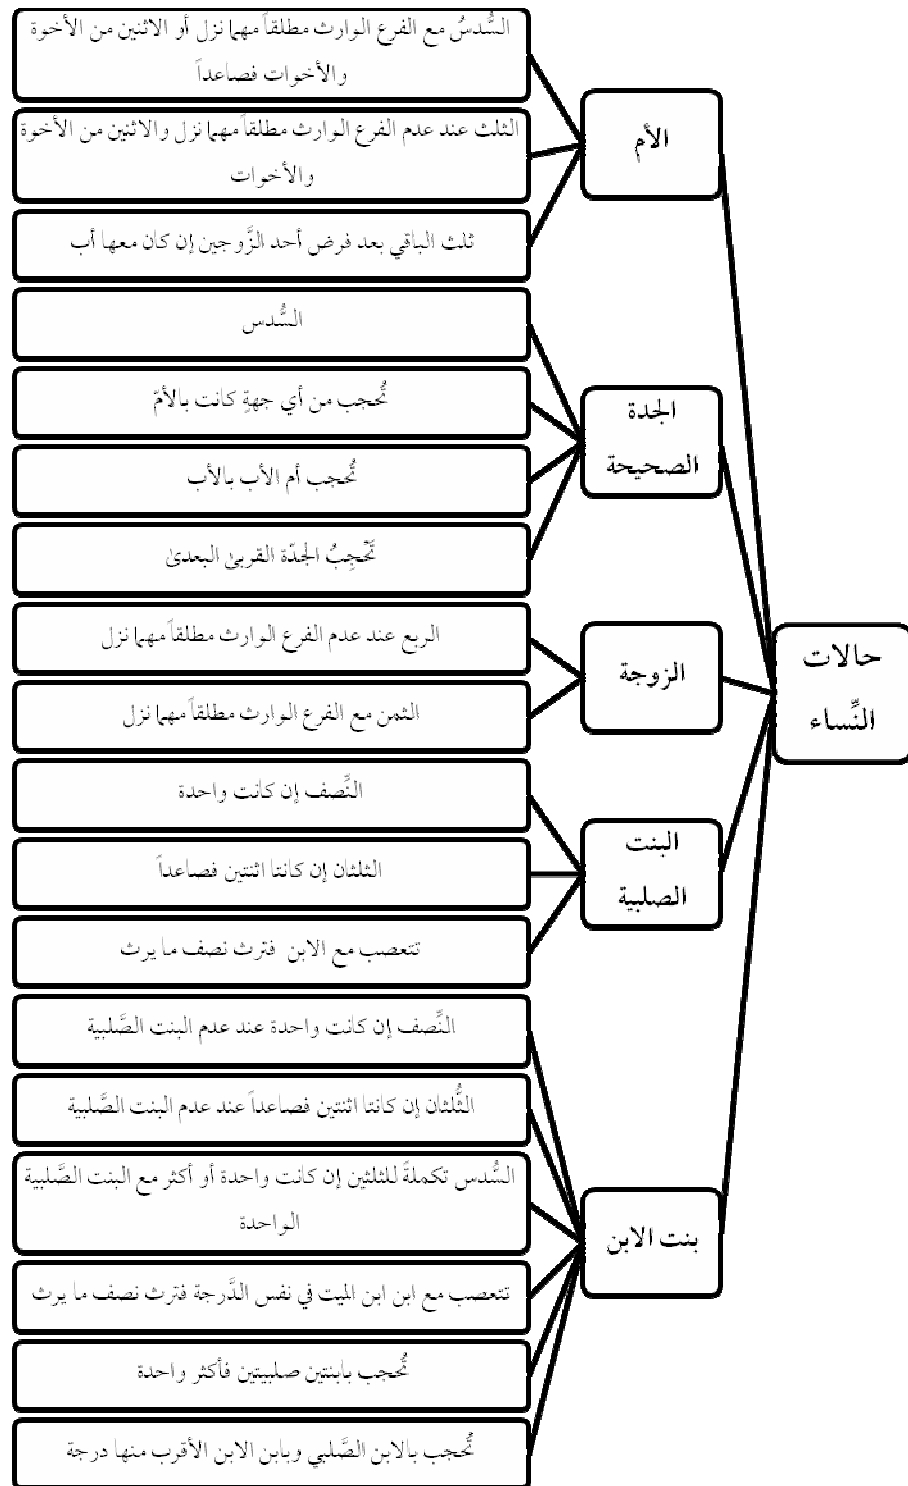 حالات
النِّساء
الأم
السُّدسُ مع الفرع الوارث مطلقاً مهما نزل أو الاثنين من الأخوة
والأخوات فصاعداً
الثلث عند عدم الفرع الوارث مطلقاً مهما نزل والاثنين من الأخوة
والأخوات
ثلث الباقي بعد فرض أحد الزَّوجين إن كان معها أب
الجدة
الصحيحة
السُّدس
تُحجب من أي جهةٍ كانت بالأمّ
تُحجب أم الأب بالأب
تَحْجِبُ الجدّة القربىٰ البعدىٰ
الزوجة
الربع عند عدم الفرع الوارث مطلقاً مهما نزل
الثمن مع الفرع الوارث مطلقاً مهما نزل
البنت
الصلبية
النِّصف إن كانت واحدة
الثلثان إن كانتا اثنتين فصاعداً
تتعصب مع الابن فترث نصف ما يرث
بنت الابن
النِّصف إن كانت واحدة عند عدم البنت الصَّلبية
الثُّلثان إن كانتا اثنتين فصاعداً عند عدم البنت الصَّلبية
السُّدس تكملةً للثلثين إن كانت واحدة أو أكثر مع البنت الصَّلبية
الواحدة
تتعصب مع ابن ابن الميت في نفس الدَّرجة فترث نصف ما يرث
تُحجب بابنتين صلبيتين فأكثر واحدة
تُحجب بالابن الصَّلبي وبابن الابن الأقرب منها درجة